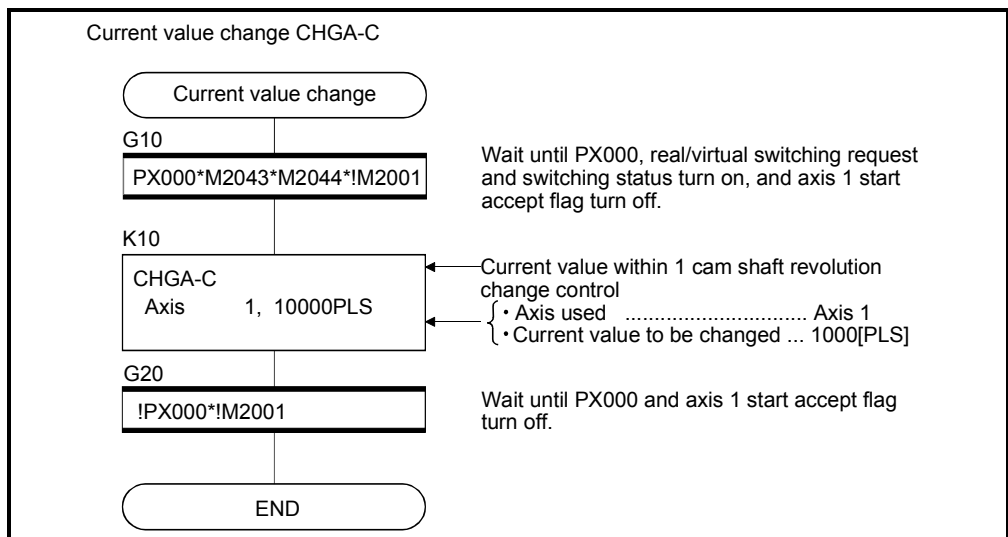 Current value change CHGA-C
Current value change
G10
PX000*M2043*M2044*!M2001
Wait until PX000, real/virtual switching request
and switching status turn on, and axis 1 start
accept flag turn off.
K10
CHGA-C
Axis 1, 10000PLS
Current value within 1 cam shaft revolution
change control
• Axis used ............................... Axis 1
• Current value to be changed ... 1000[PLS]
G20
!PX000*!M2001
Wait until PX000 and axis 1 start accept flag
turn off.
END